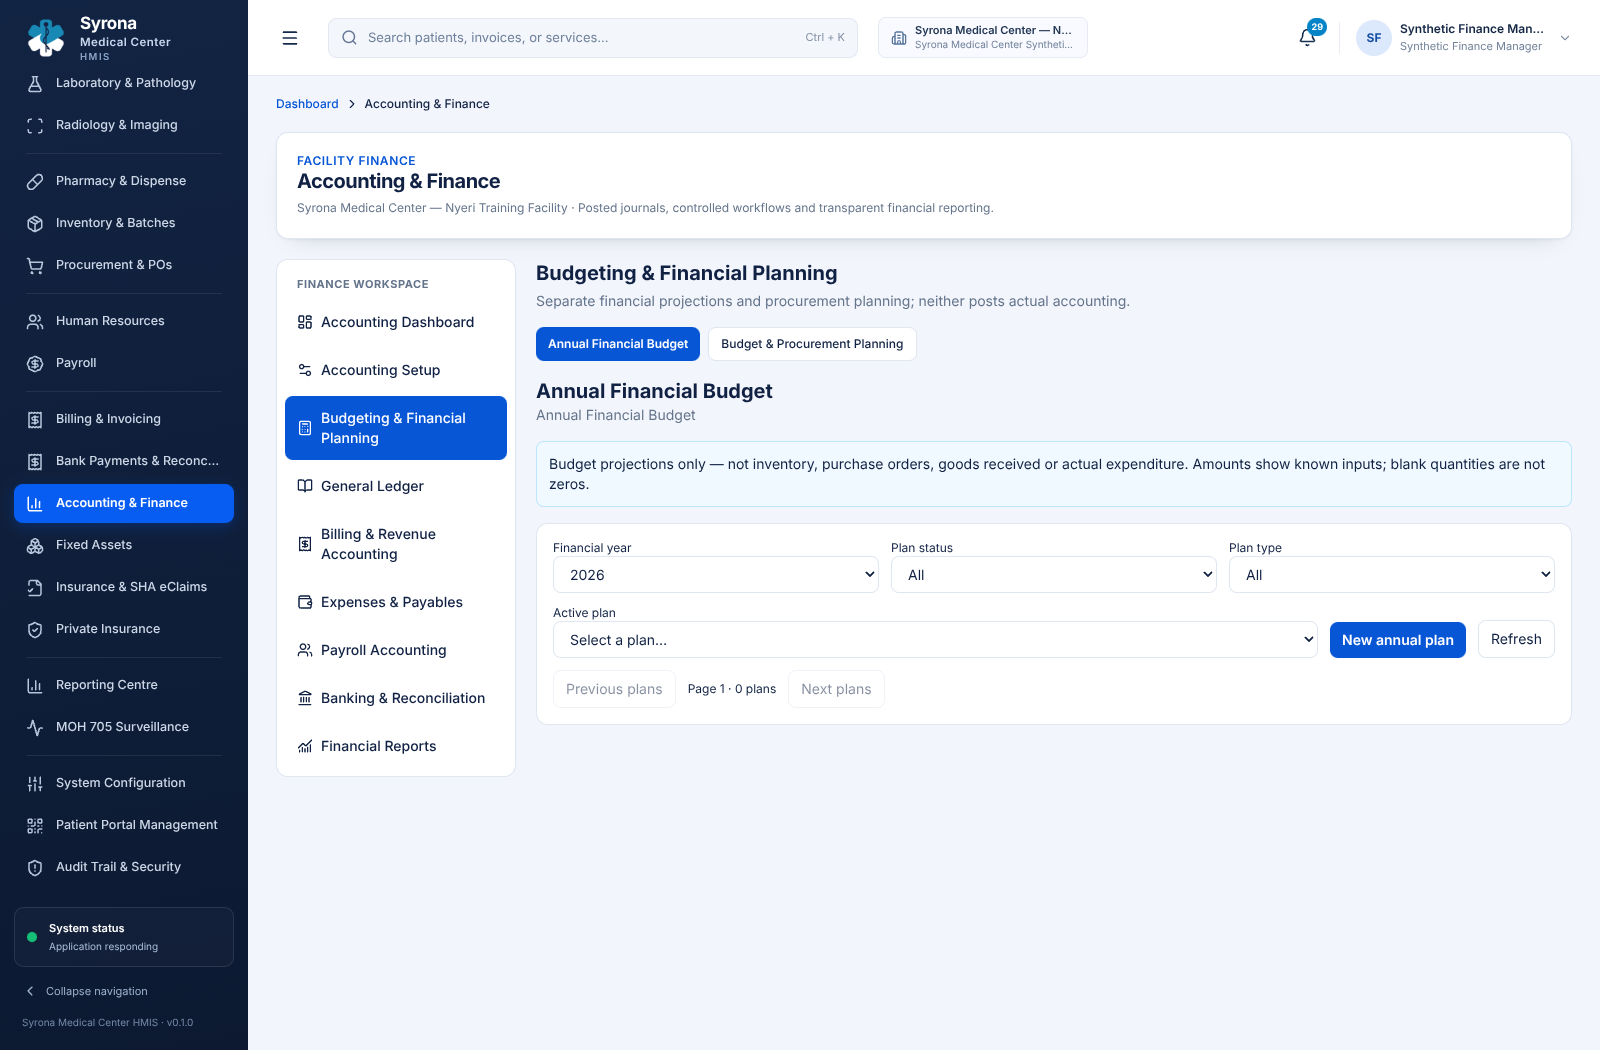 Syrona
Medical Center
HMIS
Laboratory & Pathology
Radiology & Imaging
Pharmacy & Dispense
Inventory & Batches
Procurement & POs
Human Resources
Payroll
Billing & Invoicing
Bank Payments & Reconc...
Accounting & Finance
Fixed Assets
Insurance & SHA eClaims
Private Insurance
Reporting Centre
MOH 705 Surveillance
System Configuration
Patient Portal Management
Audit Trail & Security
System status
Application responding
Collapse navigation
Syrona Medical Center HMIS · v0.1.0
Search patients, invoices, or services...
Ctrl + K
Syrona Medical Center — N...
Syrona Medical Center Syntheti...
29
SF
Synthetic Finance Man...
Synthetic Finance Manager
Dashboard > Accounting & Finance
FACILITY FINANCE
Accounting & Finance
Syrona Medical Center — Nyeri Training Facility · Posted journals, controlled workflows and transparent financial reporting.
FINANCE WORKSPACE
Accounting Dashboard
Accounting Setup
Budgeting & Financial
Planning
General Ledger
Billing & Revenue
Accounting
Expenses & Payables
Payroll Accounting
Banking & Reconciliation
Financial Reports
Budgeting & Financial Planning
Separate financial projections and procurement planning; neither posts actual accounting.
Annual Financial Budget
Budget & Procurement Planning
Annual Financial Budget
Annual Financial Budget
Budget projections only — not inventory, purchase orders, goods received or actual expenditure. Amounts show known inputs; blank quantities are not
zeros.
Financial year
Plan status
Plan type
2026
All
All
Active plan
Select a plan...
New annual plan
Refresh
Previous plans
Page 1 · 0 plans
Next plans